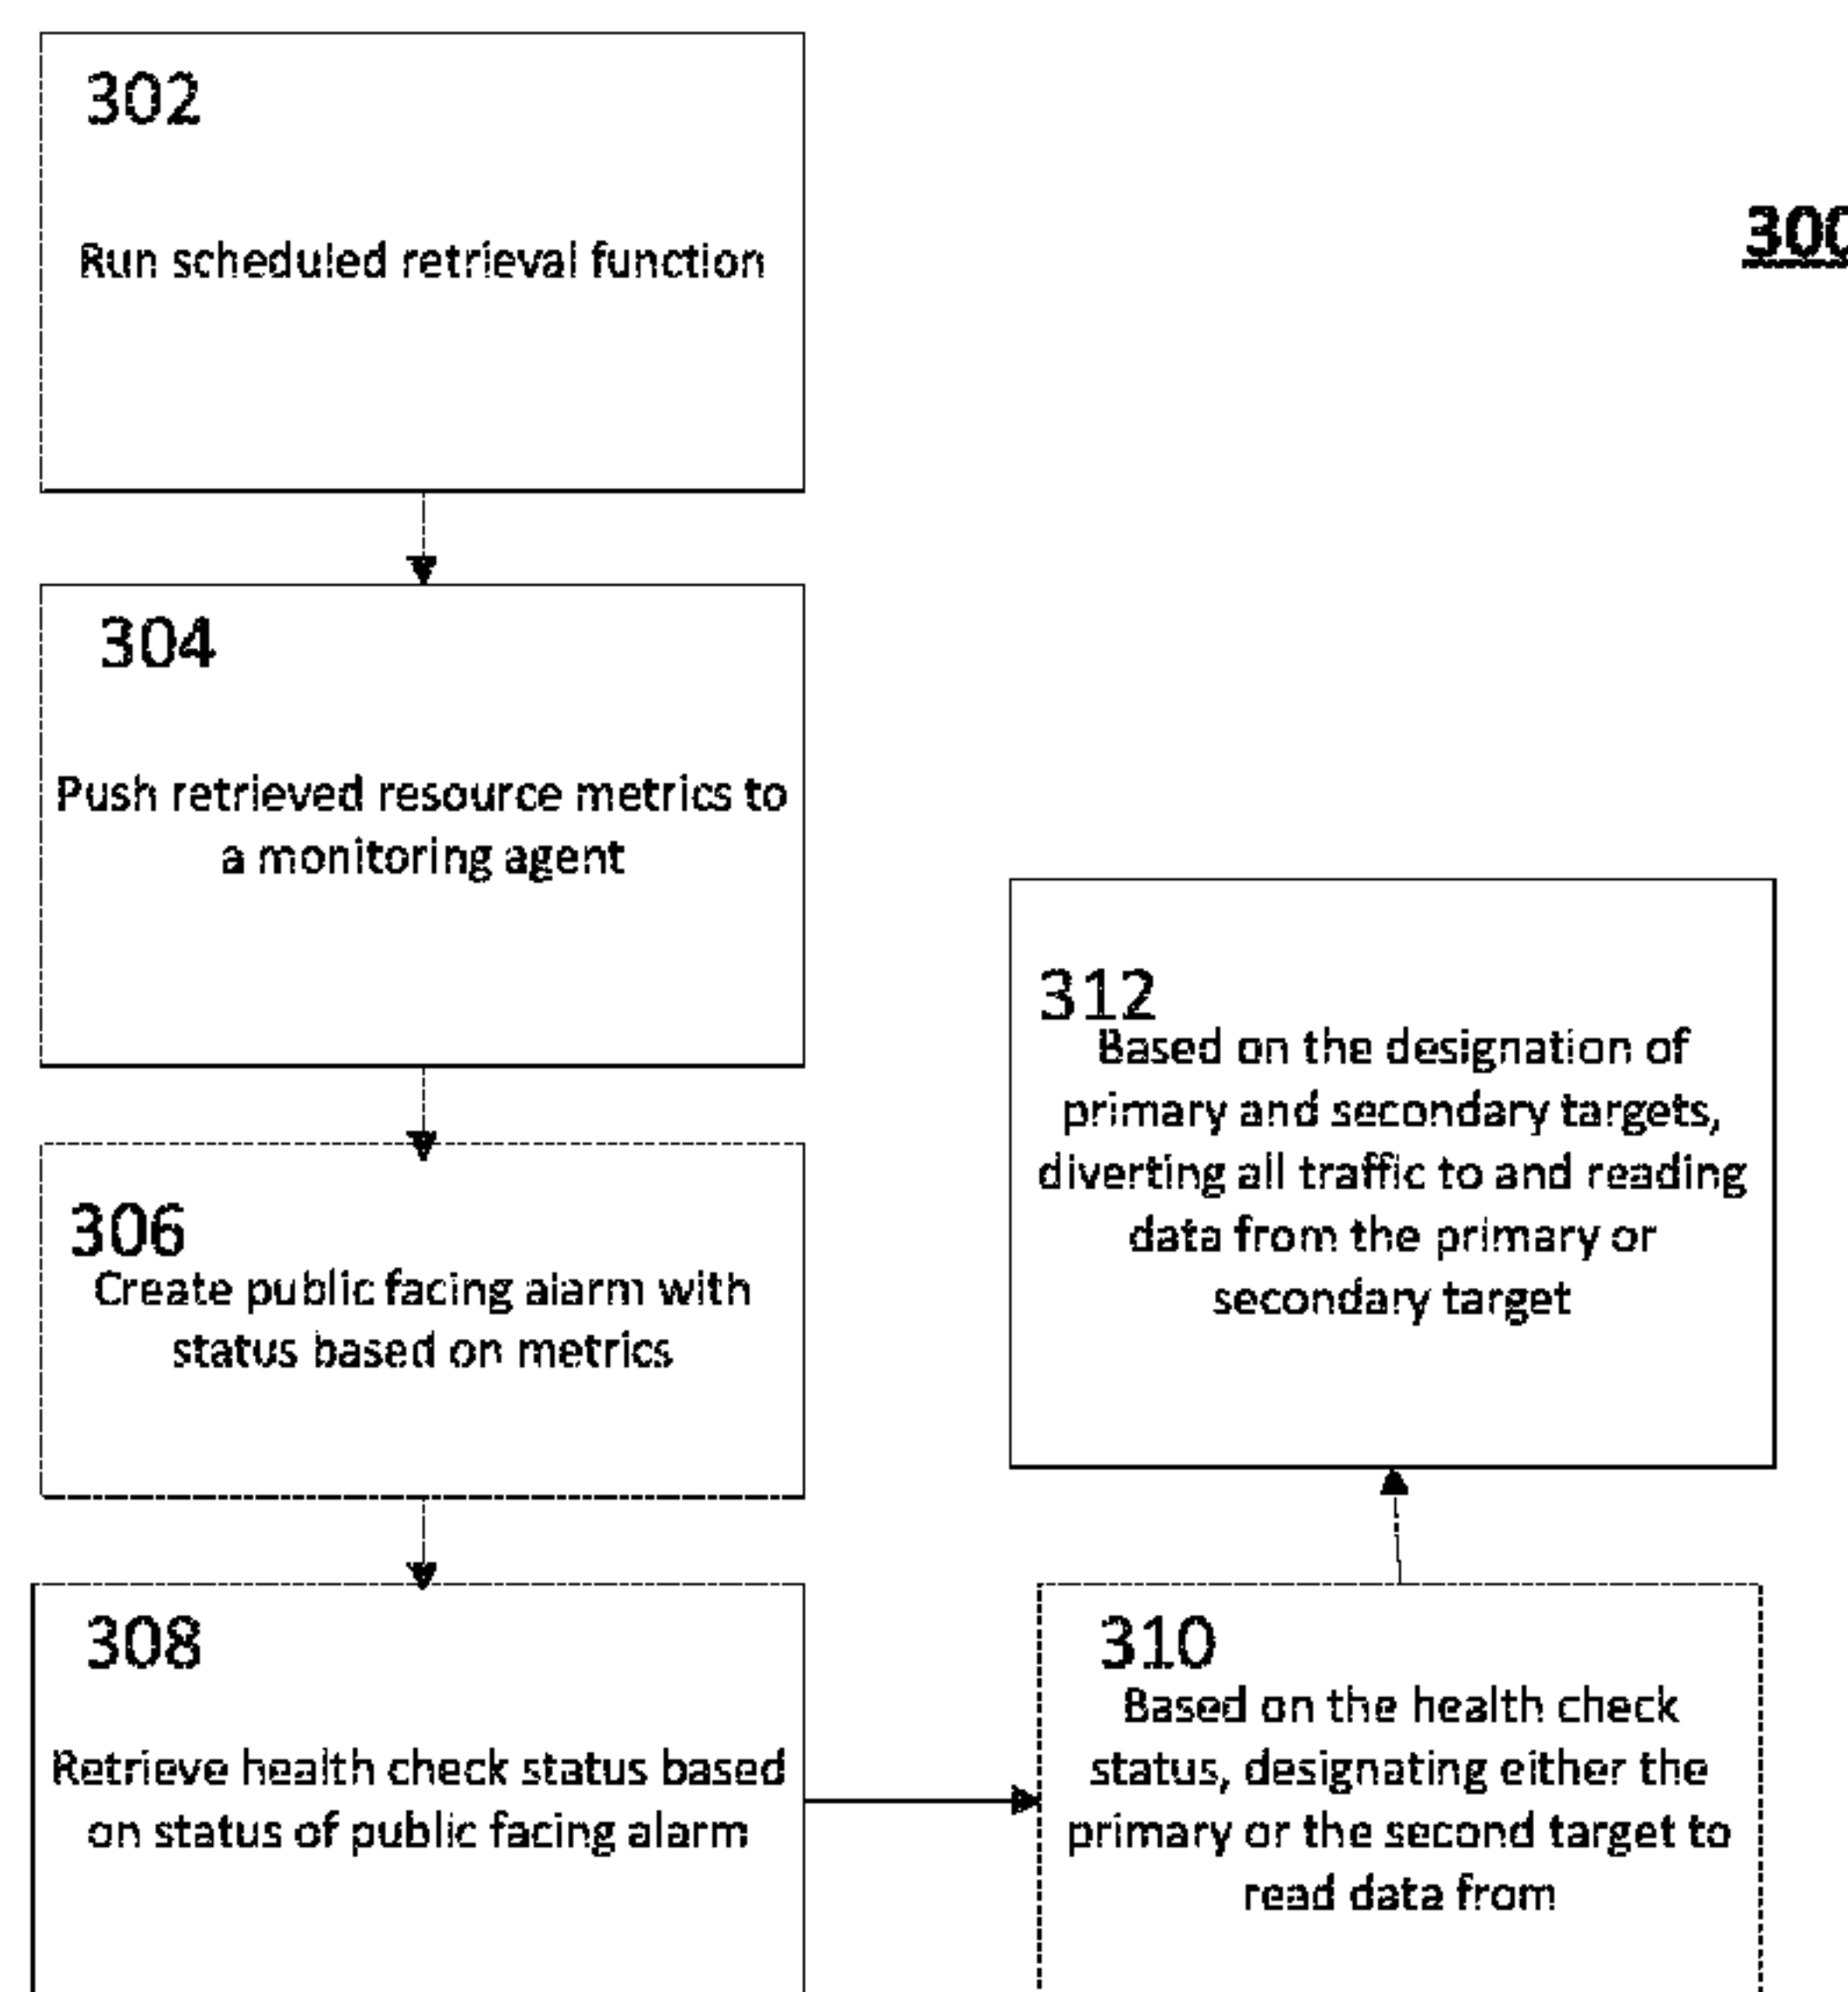 302
Run scheduled retrieval function
300
304
Push retrieved resource metrics to
a monitoring agent
306
Create public facing alarm with
status based on metrics
308
Retrieve health check status based
on status of public facing alarm
310
Based on the health check
status, designating either the
primary or the second target to
read data from
312
Based on the designation of
primary and secondary targets,
diverting all traffic to and reading
data from the primary or
secondary target